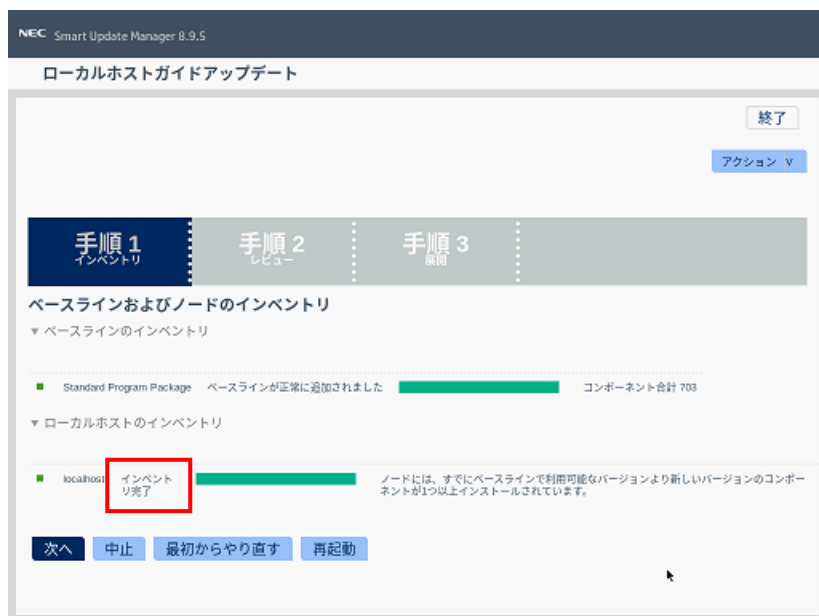 NEC Smart Update Manager 8.9.5
ローカルホストガイドアップデート
終了
アクション ∨
手順 1
インベントリ
手順 2
レビュー
手順 3
展開
ベースラインおよびノードのインベントリ
▼ ベースラインのインベントリ
Standard Program Package ベースラインが正常に追加されました コンポーネント合計 703
▼ ローカルホストのインベントリ
localhost インベント
リ完了
ノードには、すでにベースラインで利用可能なバージョンより新しいバージョンのコンポー
ネントが1つ以上インストールされています。
次へ 中止 最初からやり直す 再起動